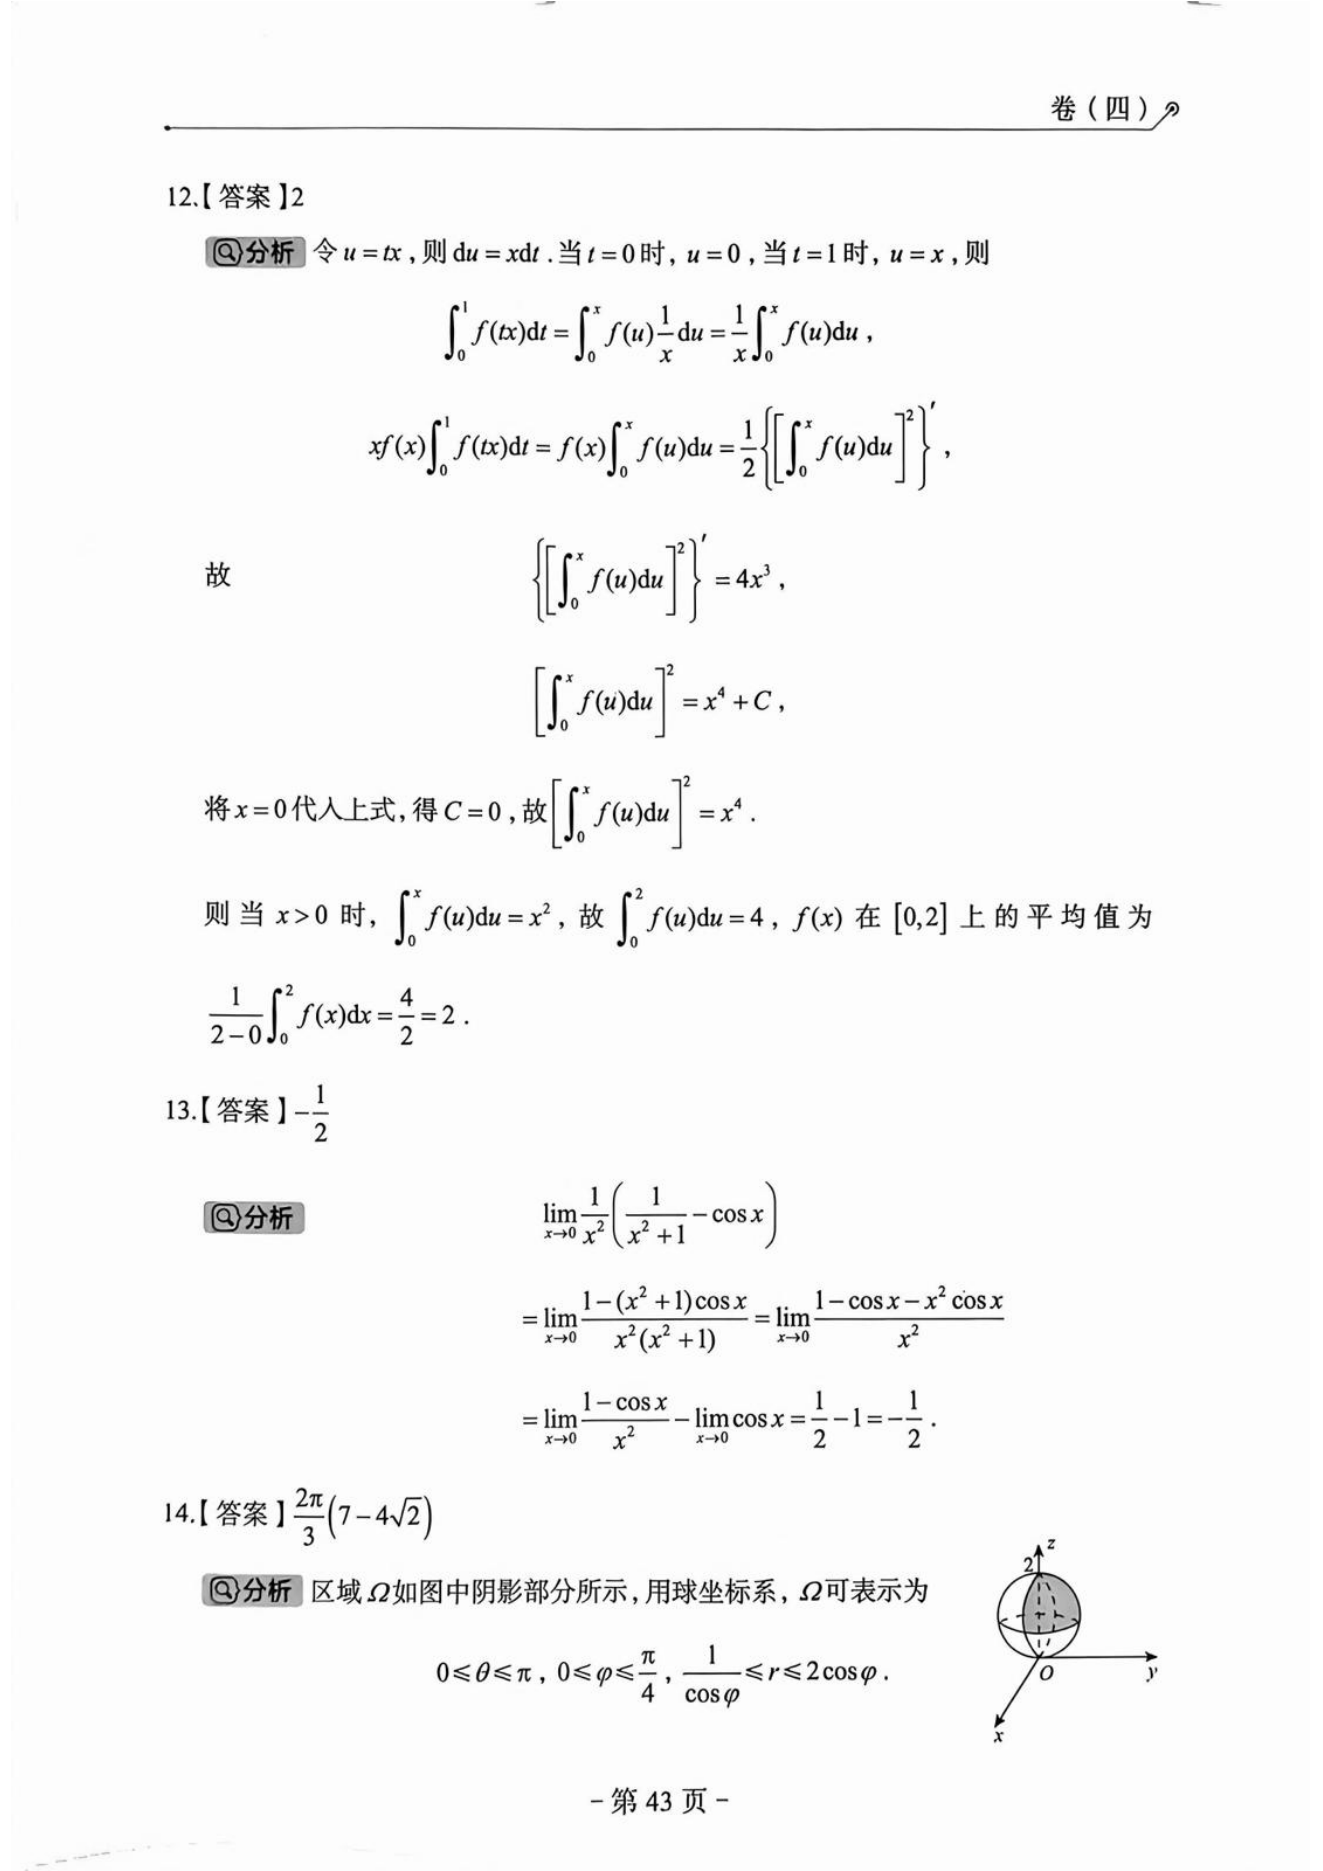 卷（四）
12.【答案】2
分析 令 u = tx , 则 du = xdt . 当 t = 0 时, u = 0 , 当 t = 1 时, u = x , 则
∫₀¹ f(tx)dt = ∫₀ˣ f(u) 1/x du = 1/x ∫₀ˣ f(u)du ,
xf(x)∫₀¹ f(tx)dt = f(x)∫₀ˣ f(u)du = 1/2 {[∫₀ˣ f(u)du]²}′ ,
故 {[∫₀ˣ f(u)du]²}′ = 4x³ ,
[∫₀ˣ f(u)du]² = x⁴ + C ,
将 x = 0 代入上式, 得 C = 0 , 故 [∫₀ˣ f(u)du]² = x⁴ .
则当 x > 0 时, ∫₀ˣ f(u)du = x² , 故 ∫₀² f(u)du = 4 , f(x) 在 [0,2] 上的平均值为
1/(2−0) ∫₀² f(x)dx = 4/2 = 2 .
13.【答案】−1/2
分析 lim_{x→0} 1/x² (1/(x²+1) − cos x)
= lim_{x→0} (1−(x²+1)cos x)/(x²(x²+1)) = lim_{x→0} (1−cos x−x² cos x)/x²
= lim_{x→0} (1−cos x)/x² − lim_{x→0} cos x = 1/2 − 1 = −1/2 .
14.【答案】2π/3 (7−4√2)
分析 区域 Ω 如图中阴影部分所示, 用球坐标系, Ω 可表示为
0 ≤ θ ≤ π , 0 ≤ φ ≤ π/4 , 1/cos φ ≤ r ≤ 2cos φ .
z
2
O
y
x
– 第 43 页 –